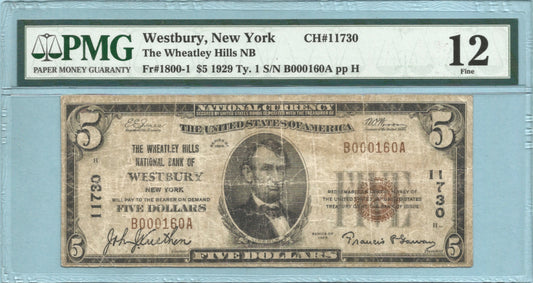 PMG
PAPER MONEY GUARANTY
Westbury, New York CH#11730
The Wheatley Hills NB
Fr#1800-1 $5 1929 Ty. 1 S/N B000160A pp H
12
Fine
NATIONAL CURRENCY
THE UNITED STATES OF AMERICA
5
5
H
B000160A
THE WHEATLEY HILLS
NATIONAL BANK OF
WESTBURY
NEW YORK
WILL PAY TO THE BEARER ON DEMAND
FIVE DOLLARS
B000160A
11730
11730
H
FIVE DOLLARS